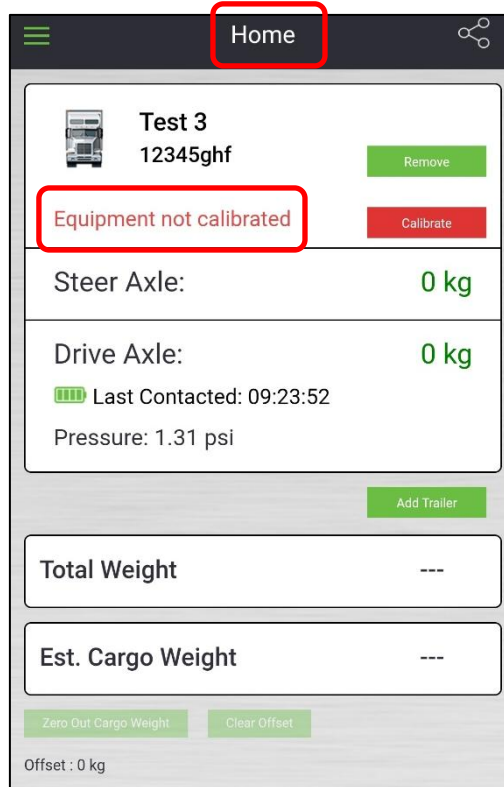 Home
Test 3
12345ghf
Remove
Equipment not calibrated
Calibrate
Steer Axle: 0 kg
Drive Axle: 0 kg
Last Contacted: 09:23:52
Pressure: 1.31 psi
Add Trailer
Total Weight ---
Est. Cargo Weight ---
Zero Out Cargo Weight Clear Offset
Offset : 0 kg